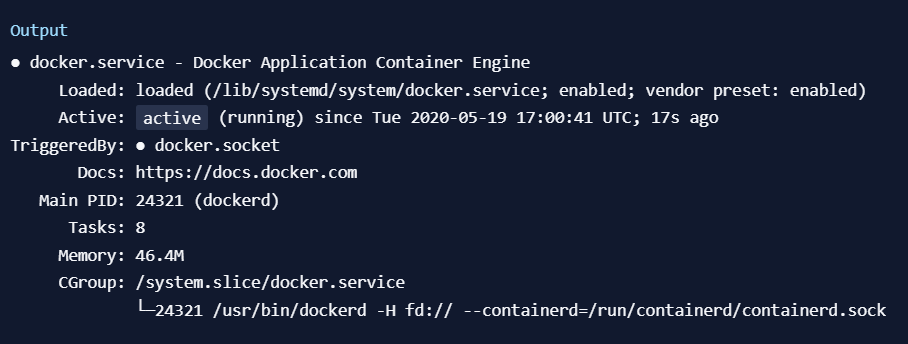 Output
● docker.service - Docker Application Container Engine
     Loaded: loaded (/lib/systemd/system/docker.service; enabled; vendor preset: enabled)
     Active: active (running) since Tue 2020-05-19 17:00:41 UTC; 17s ago
TriggeredBy: ● docker.socket
       Docs: https://docs.docker.com
   Main PID: 24321 (dockerd)
      Tasks: 8
     Memory: 46.4M
     CGroup: /system.slice/docker.service
             └─24321 /usr/bin/dockerd -H fd:// --containerd=/run/containerd/containerd.sock